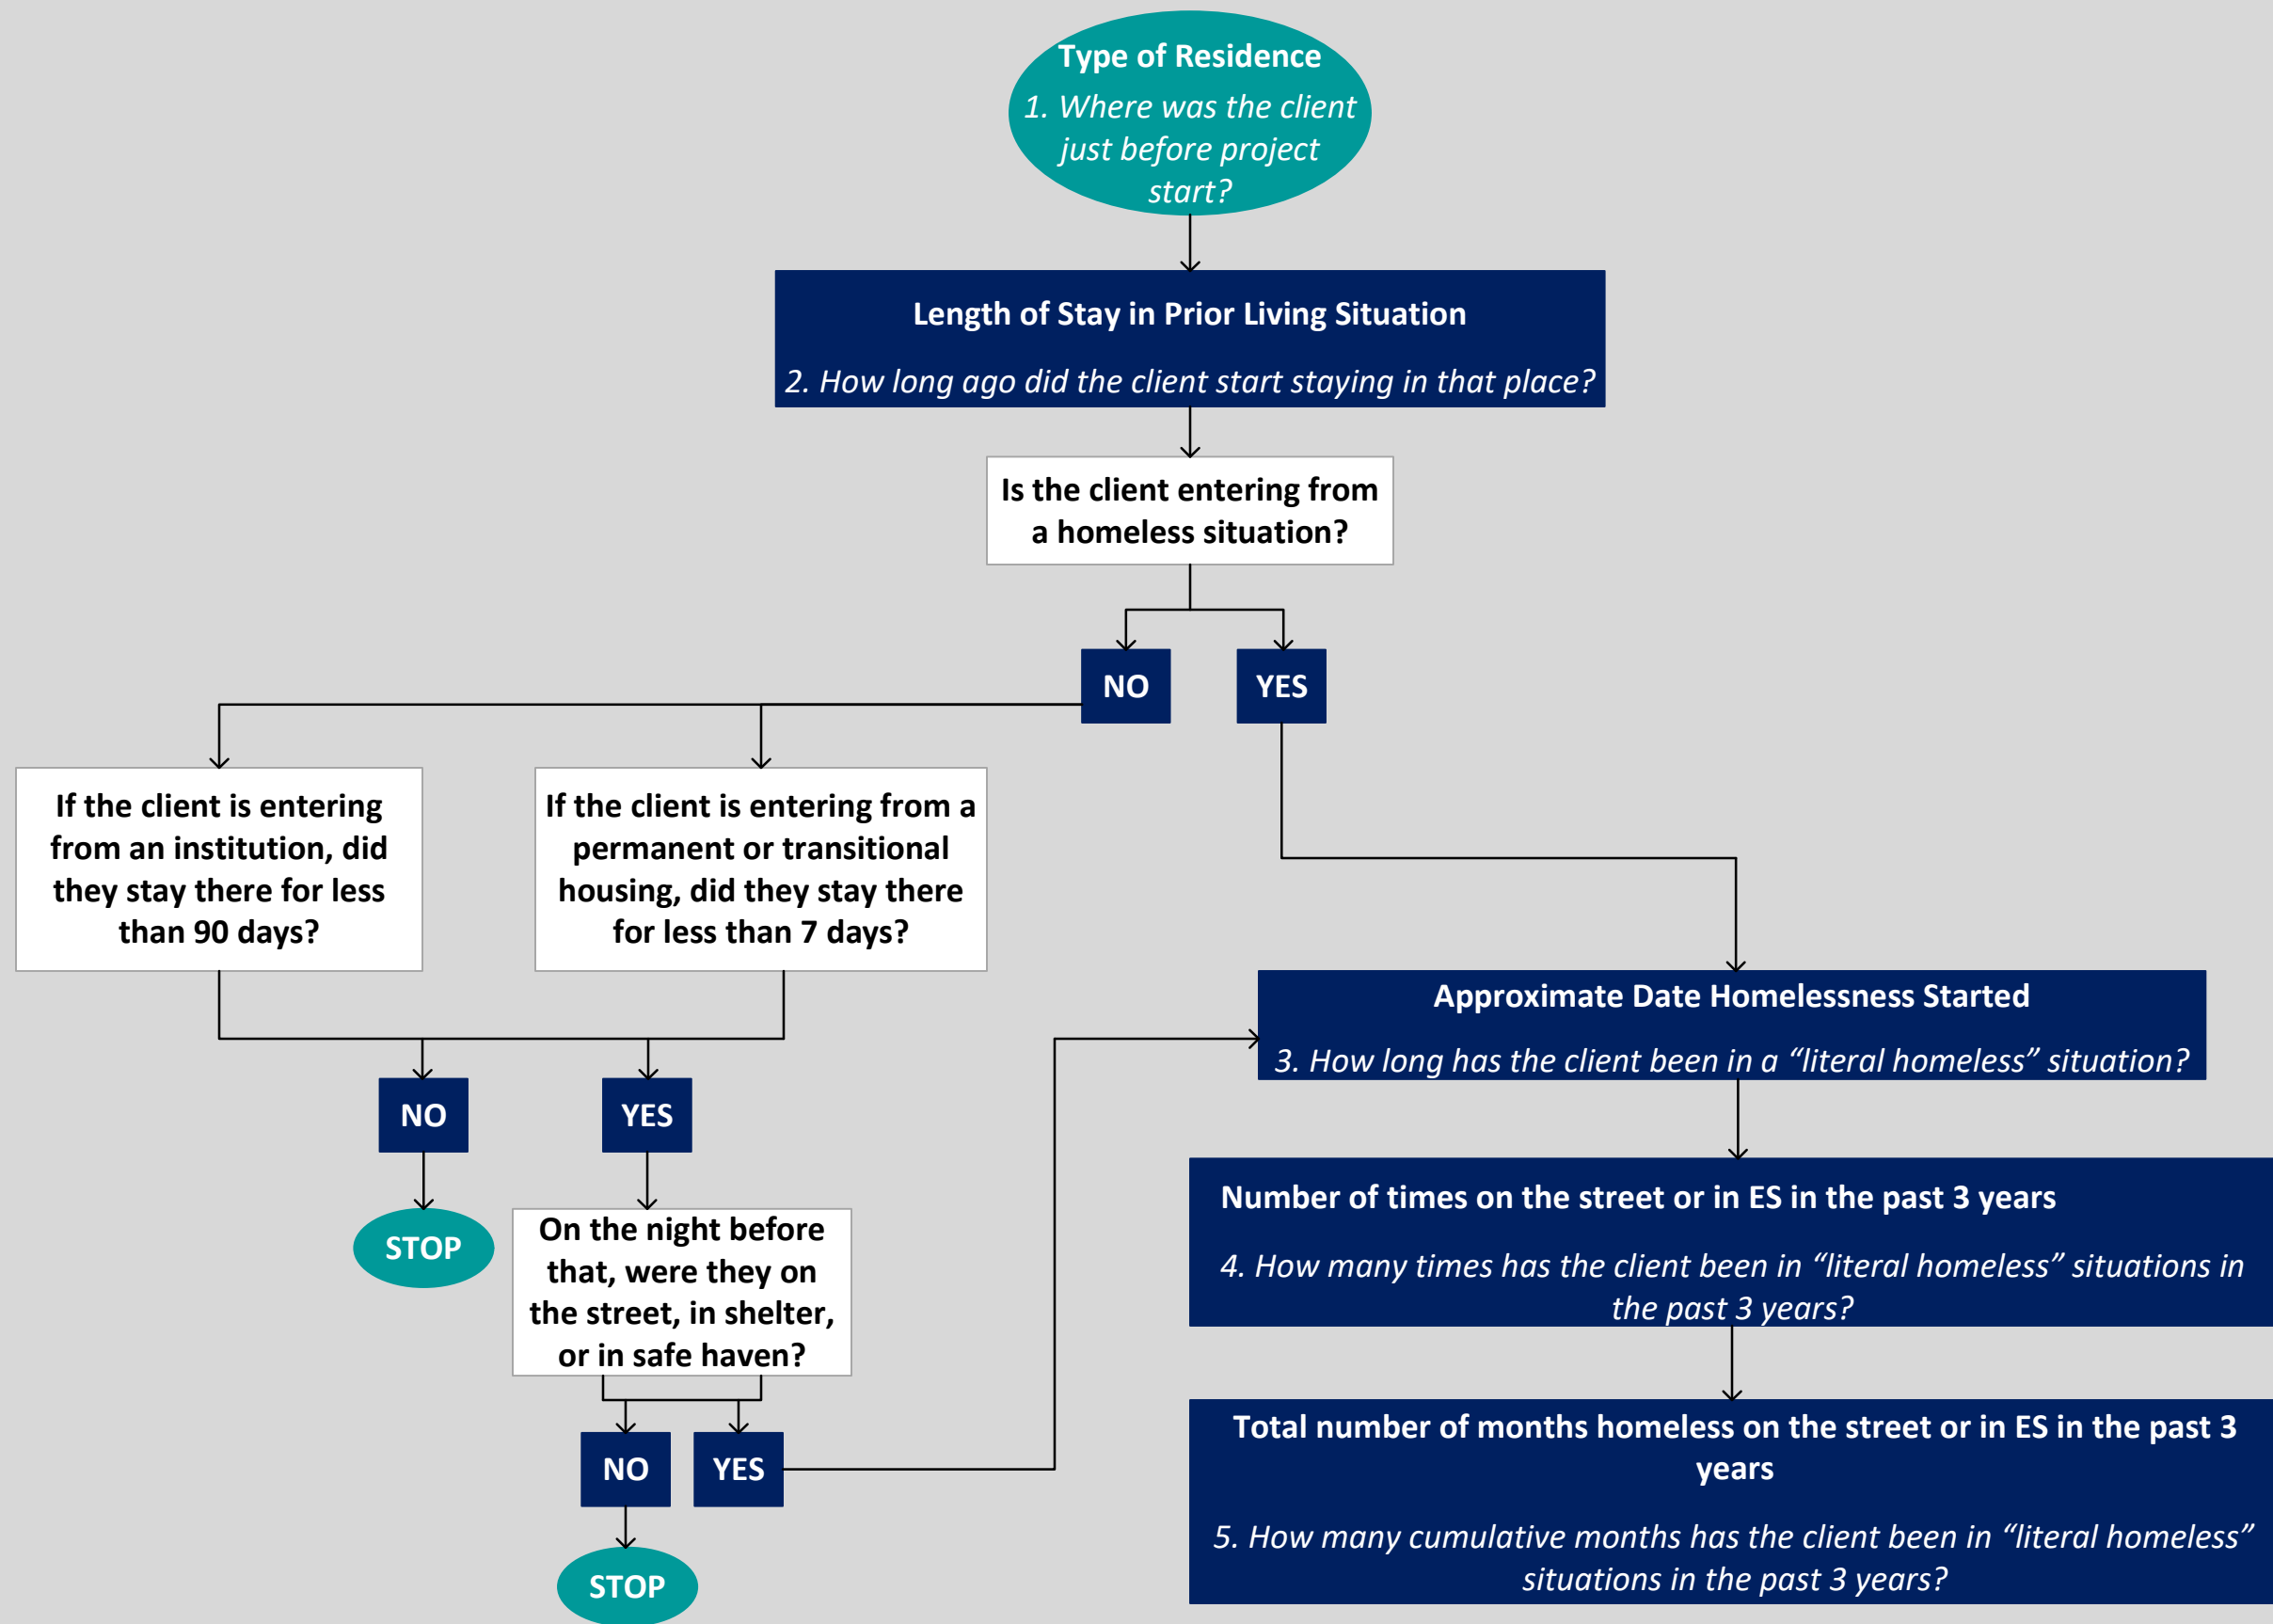 Type of Residence
1. Where was the client
just before project
start?
Length of Stay in Prior Living Situation
2. How long ago did the client start staying in that place?
Is the client entering from
a homeless situation?
NO
YES
If the client is entering
from an institution, did
they stay there for less
than 90 days?
If the client is entering from a
permanent or transitional
housing, did they stay there
for less than 7 days?
NO
YES
STOP
On the night before
that, were they on
the street, in shelter,
or in safe haven?
NO
YES
STOP
Approximate Date Homelessness Started
3. How long has the client been in a “literal homeless” situation?
Number of times on the street or in ES in the past 3 years
4. How many times has the client been in “literal homeless” situations in
the past 3 years?
Total number of months homeless on the street or in ES in the past 3
years
5. How many cumulative months has the client been in “literal homeless”
situations in the past 3 years?